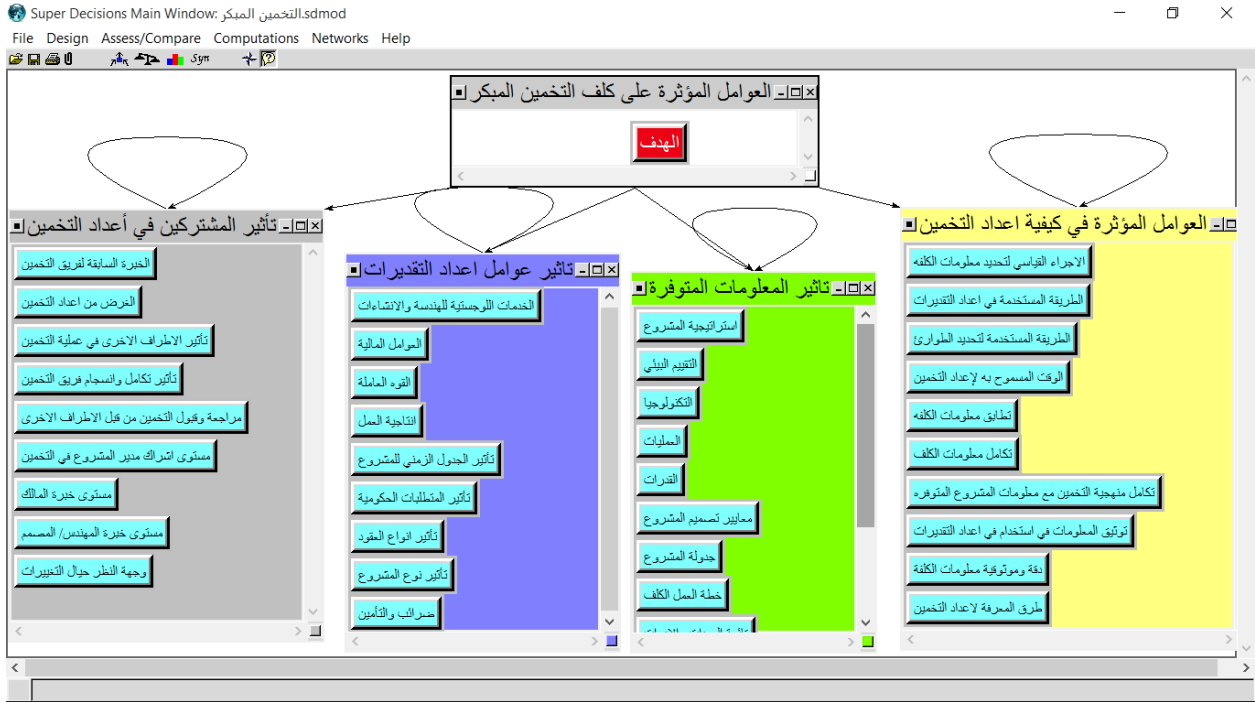 Super Decisions Main Window: التخمين المبكر.sdmod
File Design Assess/Compare Computations Networks Help
Syn
العوامل المؤثرة على كلف التخمين المبكر
الهدف
تأثير المشتركين في أعداد التخمين
الخبرة السابقة لفريق التخمين
الغرض من اعداد التخمين
تأثير الاطراف الاخرى في عملية التخمين
تأثير تكامل وانسجام فريق التخمين
مراجعة وقبول التخمين من قبل الاطراف الاخرى
مستوى اشراك مدير المشروع في التخمين
مستوى خبرة المالك
مستوى خبرة المهندس/ المصمم
وجهة النظر حيال التغييرات
تاثير عوامل اعداد التقديرات
الخدمات اللوجستية للهندسة والانشاءات
العوامل المالية
القوه العاملة
انتاجية العمل
تأثير الجدول الزمني للمشروع
تأثير المتطلبات الحكومية
تأثير انواع العقود
تأثير نوع المشروع
ضرائب والتأمين
تاثير المعلومات المتوفرة
استراتيجية المشروع
التقييم البيئي
التكنولوجيا
العمليات
القدرات
معايير تصميم المشروع
جدولة المشروع
خطة العمل الكلف
العوامل المؤثرة في كيفية اعداد التخمين
الاجراء القياسي لتحديد معلومات الكلفه
الطريقة المستخدمة في اعداد التقديرات
الطريقة المستخدمة لتحديد الطوارئ
الوقت المسموح به لإعداد التخمين
تطابق معلومات الكلفه
تكامل معلومات الكلف
تكامل منهجية التخمين مع معلومات المشروع المتوفره
توثيق المعلومات في استخدام في اعداد التقديرات
دقة وموثوقية معلومات الكلفة
طرق المعرفة لاعداد التخمين